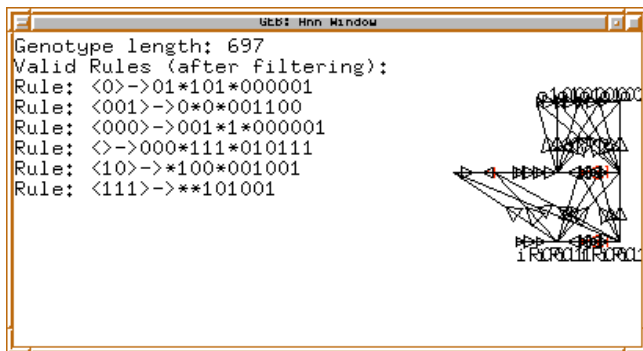 GEB: Ann Window
Genotype length: 697
Valid Rules (after filtering):
Rule: <0>->01*101*000001
Rule: <001>->0*0*001100
Rule: <000>->001*1*000001
Rule: <>->000*111*010111
Rule: <10>->*100*001001
Rule: <111>->**101001